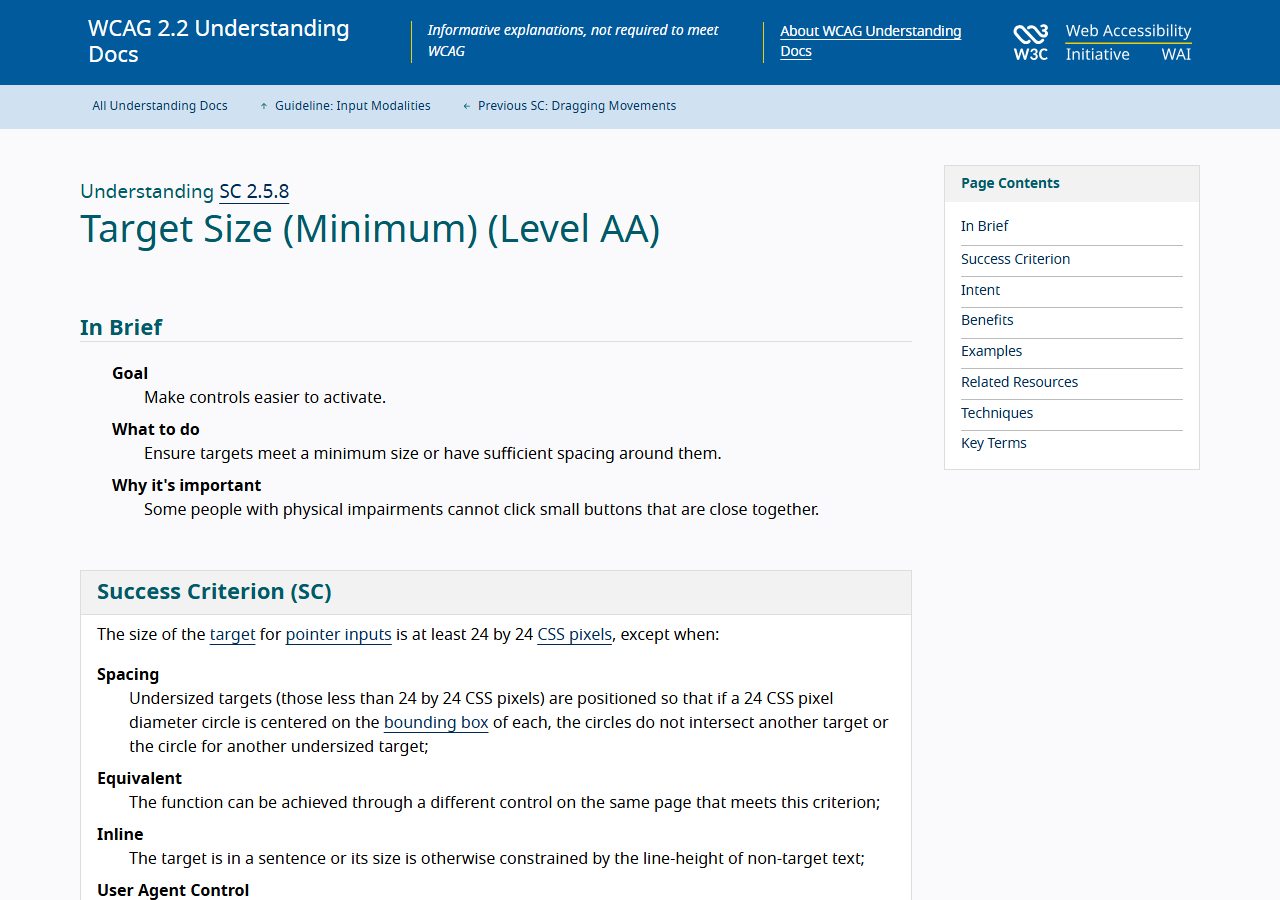 WCAG 2.2 Understanding
Docs
Informative explanations, not required to meet
WCAG
About WCAG Understanding
Docs
W3C
Web Accessibility
Initiative WAI
All Understanding Docs
↑ Guideline: Input Modalities
← Previous SC: Dragging Movements
Understanding SC 2.5.8
Target Size (Minimum) (Level AA)
In Brief
Goal
Make controls easier to activate.
What to do
Ensure targets meet a minimum size or have sufficient spacing around them.
Why it's important
Some people with physical impairments cannot click small buttons that are close together.
Success Criterion (SC)
The size of the target for pointer inputs is at least 24 by 24 CSS pixels, except when:
Spacing
Undersized targets (those less than 24 by 24 CSS pixels) are positioned so that if a 24 CSS pixel
diameter circle is centered on the bounding box of each, the circles do not intersect another target or
the circle for another undersized target;
Equivalent
The function can be achieved through a different control on the same page that meets this criterion;
Inline
The target is in a sentence or its size is otherwise constrained by the line-height of non-target text;
User Agent Control
Page Contents
In Brief
Success Criterion
Intent
Benefits
Examples
Related Resources
Techniques
Key Terms